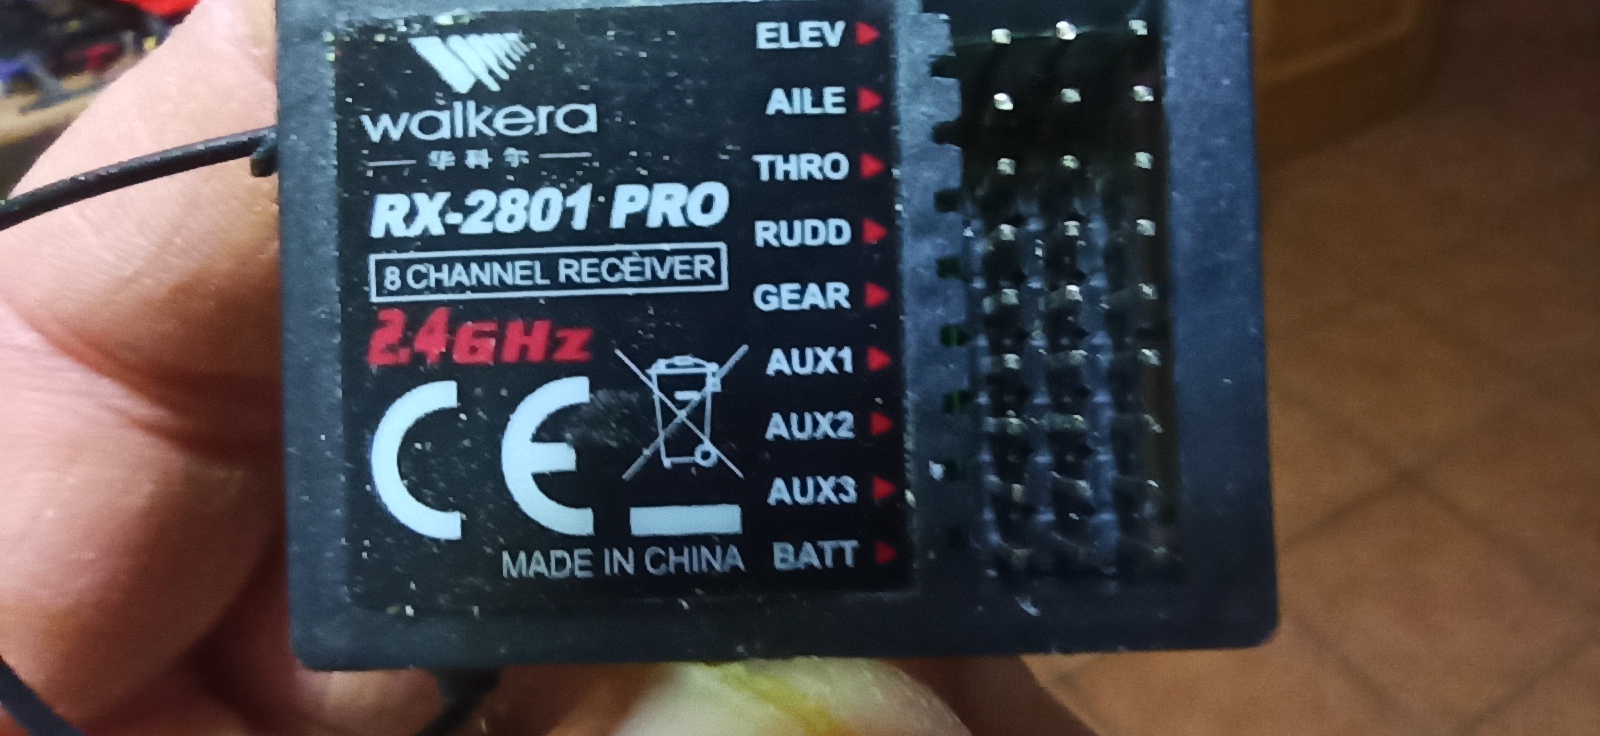 walkera
华科尔
RX-2801 PRO
8 CHANNEL RECEIVER
2.4GHz
CE
MADE IN CHINA
ELEV
AILE
THRO
RUDD
GEAR
AUX1
AUX2
AUX3
BATT